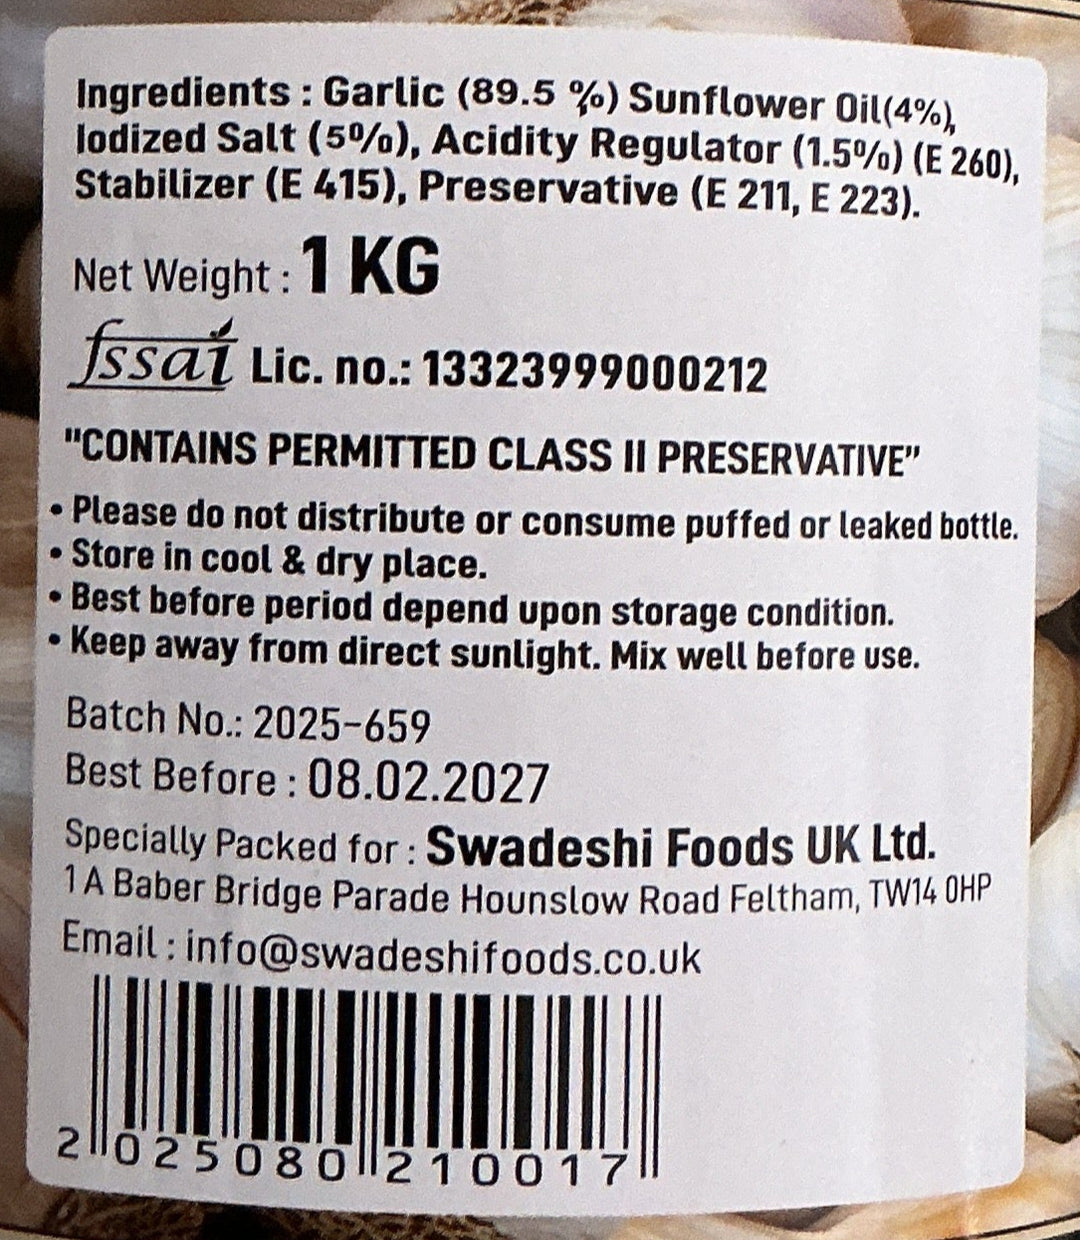 Ingredients : Garlic (89.5 %) Sunflower Oil(4%),
Iodized Salt (5%), Acidity Regulator (1.5%) (E 260),
Stabilizer (E 415), Preservative (E 211, E 223).
Net Weight : 1 KG
fssai Lic. no.: 13323999000212
"CONTAINS PERMITTED CLASS II PRESERVATIVE"
• Please do not distribute or consume puffed or leaked bottle.
• Store in cool & dry place.
• Best before period depend upon storage condition.
• Keep away from direct sunlight. Mix well before use.
Batch No.: 2025-659
Best Before : 08.02.2027
Specially Packed for : Swadeshi Foods UK Ltd.
1 A Baber Bridge Parade Hounslow Road Feltham, TW14 0HP
Email : info@swadeshifoods.co.uk
2 025080 210017